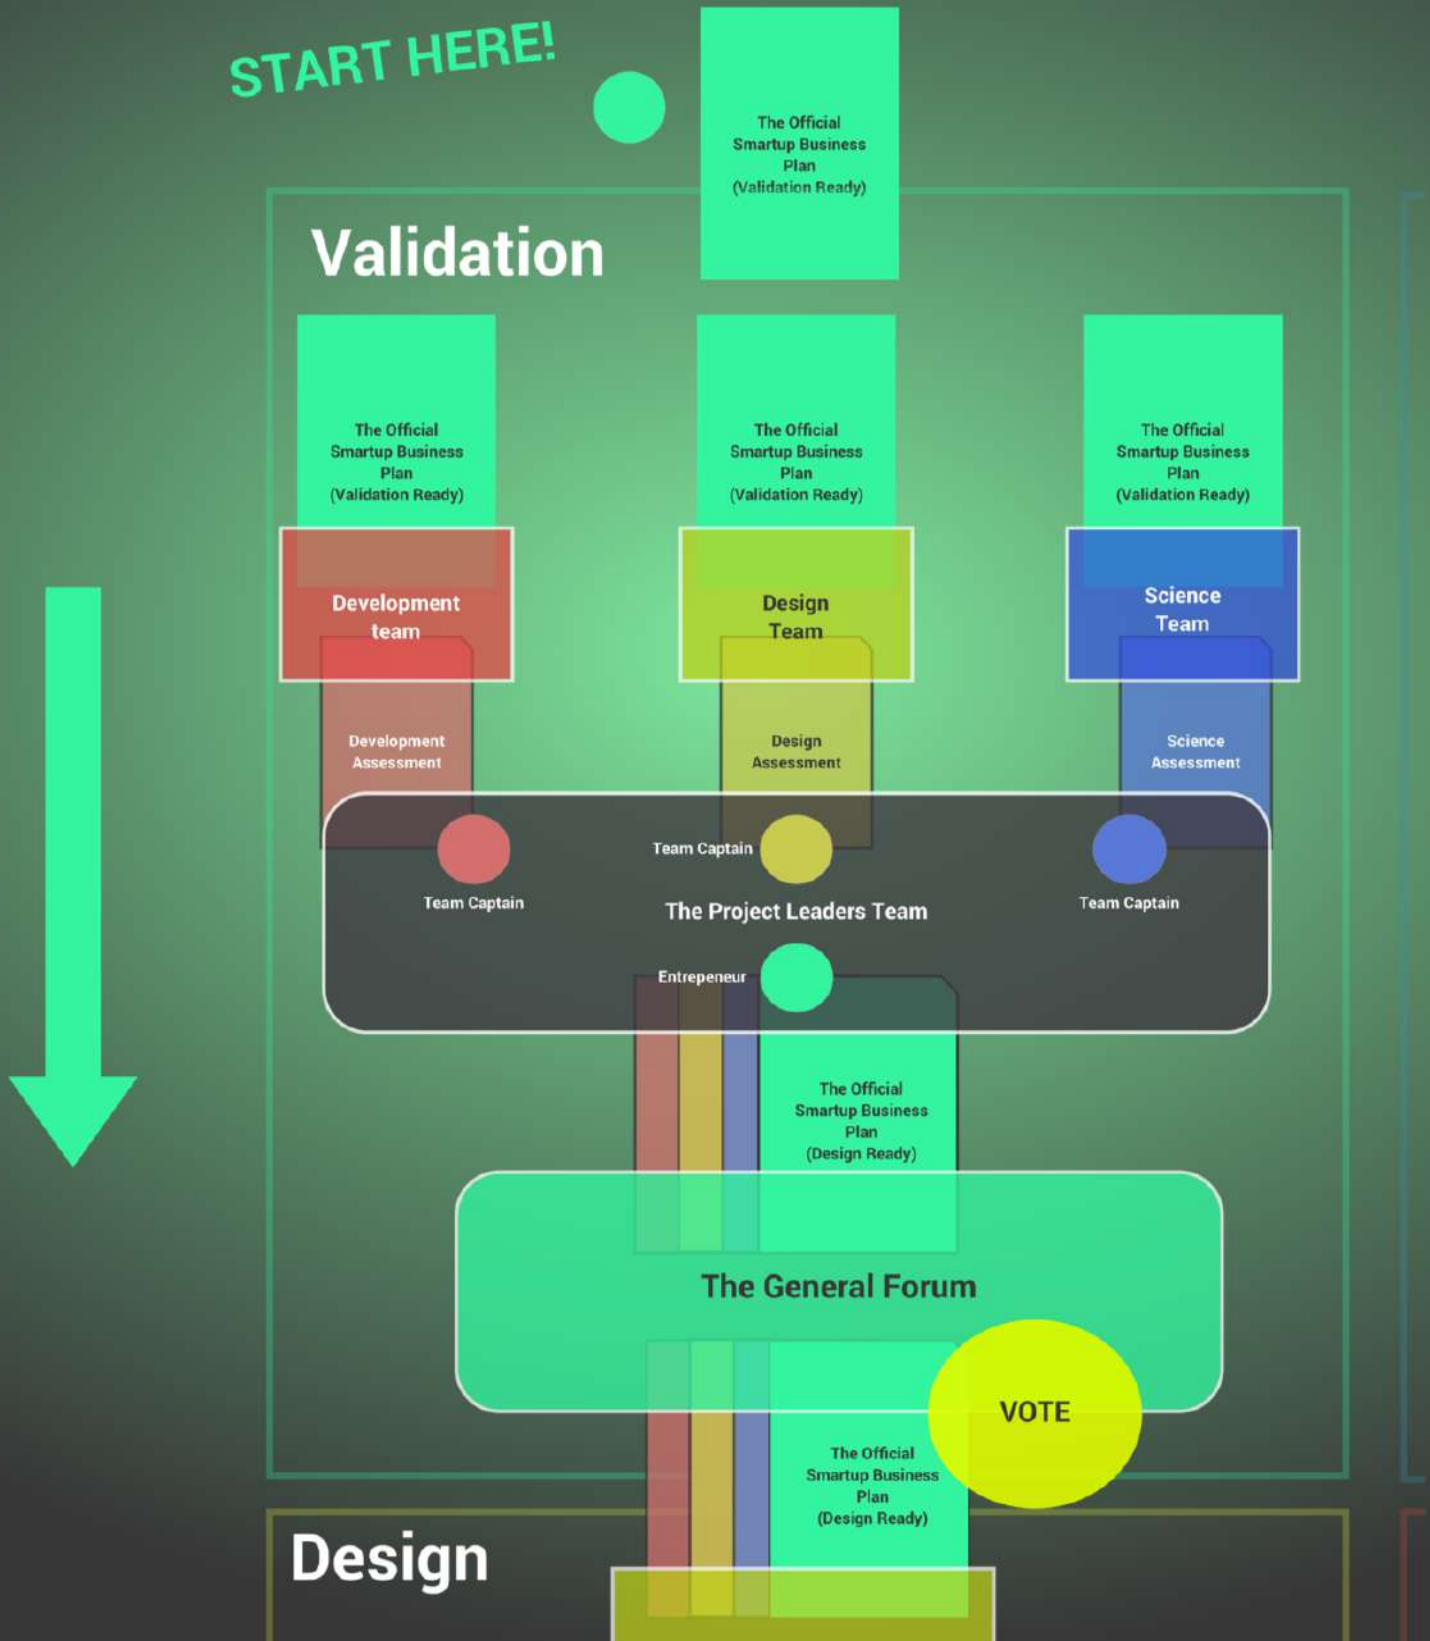 START HERE!
The Official
Smartup Business
Plan
(Validation Ready)
Validation
The Official
Smartup Business
Plan
(Validation Ready)
The Official
Smartup Business
Plan
(Validation Ready)
The Official
Smartup Business
Plan
(Validation Ready)
Development
team
Design
Team
Science
Team
Development
Assessment
Design
Assessment
Science
Assessment
Team Captain
Team Captain
Team Captain
The Project Leaders Team
Entrepeneur
The Official
Smartup Business
Plan
(Design Ready)
The General Forum
VOTE
The Official
Smartup Business
Plan
(Design Ready)
Design